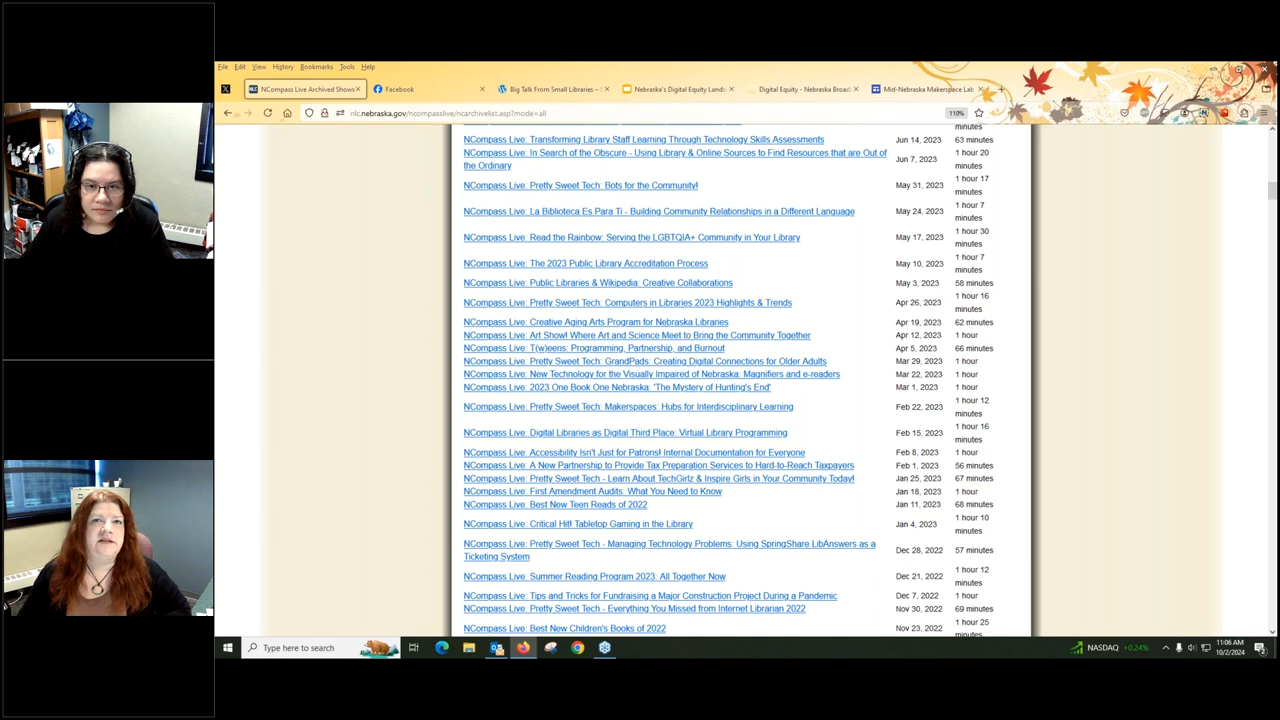 File Edit View History Bookmarks Tools Help
NCompass Live Archived Shows
Facebook
Big Talk From Small Libraries –
Nebraska's Digital Equity Lands
Digital Equity - Nebraska Broad
Mid-Nebraska Makerspace Lab
nlc.nebraska.gov/ncompasslive/ncarchivelist.asp?mode=all 110%
minutes
NCompass Live: Transforming Library Staff Learning Through Technology Skills Assessments Jun 14, 2023 63 minutes
NCompass Live: In Search of the Obscure - Using Library & Online Sources to Find Resources that are Out of
the Ordinary Jun 7, 2023 1 hour 20
minutes
NCompass Live: Pretty Sweet Tech: Bots for the Community! May 31, 2023 1 hour 17
minutes
NCompass Live: La Biblioteca Es Para Ti - Building Community Relationships in a Different Language May 24, 2023 1 hour 7
minutes
NCompass Live: Read the Rainbow: Serving the LGBTQIA+ Community in Your Library May 17, 2023 1 hour 30
minutes
NCompass Live: The 2023 Public Library Accreditation Process May 10, 2023 1 hour 7
minutes
NCompass Live: Public Libraries & Wikipedia: Creative Collaborations May 3, 2023 58 minutes
NCompass Live: Pretty Sweet Tech: Computers in Libraries 2023 Highlights & Trends Apr 26, 2023 1 hour 16
minutes
NCompass Live: Creative Aging Arts Program for Nebraska Libraries Apr 19, 2023 62 minutes
NCompass Live: Art Show! Where Art and Science Meet to Bring the Community Together Apr 12, 2023 1 hour
NCompass Live: T(w)eens: Programming, Partnership, and Burnout Apr 5, 2023 66 minutes
NCompass Live: Pretty Sweet Tech: GrandPads: Creating Digital Connections for Older Adults Mar 29, 2023 1 hour
NCompass Live: New Technology for the Visually Impaired of Nebraska: Magnifiers and e-readers Mar 22, 2023 1 hour
NCompass Live: 2023 One Book One Nebraska: 'The Mystery of Hunting's End' Mar 1, 2023 1 hour
NCompass Live: Pretty Sweet Tech: Makerspaces: Hubs for Interdisciplinary Learning Feb 22, 2023 1 hour 12
minutes
NCompass Live: Digital Libraries as Digital Third Place: Virtual Library Programming Feb 15, 2023 1 hour 16
minutes
NCompass Live: Accessibility Isn't Just for Patrons! Internal Documentation for Everyone Feb 8, 2023 1 hour
NCompass Live: A New Partnership to Provide Tax Preparation Services to Hard-to-Reach Taxpayers Feb 1, 2023 56 minutes
NCompass Live: Pretty Sweet Tech - Learn About TechGirlz & Inspire Girls in Your Community Today! Jan 25, 2023 67 minutes
NCompass Live: First Amendment Audits: What You Need to Know Jan 18, 2023 1 hour
NCompass Live: Best New Teen Reads of 2022 Jan 11, 2023 68 minutes
NCompass Live: Critical Hit! Tabletop Gaming in the Library Jan 4, 2023 1 hour 10
minutes
NCompass Live: Pretty Sweet Tech - Managing Technology Problems: Using SpringShare LibAnswers as a
Ticketing System Dec 28, 2022 57 minutes
NCompass Live: Summer Reading Program 2023: All Together Now Dec 21, 2022 1 hour 12
minutes
NCompass Live: Tips and Tricks for Fundraising a Major Construction Project During a Pandemic Dec 7, 2022 1 hour
NCompass Live: Pretty Sweet Tech - Everything You Missed from Internet Librarian 2022 Nov 30, 2022 69 minutes
NCompass Live: Best New Children's Books of 2022 Nov 23, 2022 1 hour 25
minutes
Type here to search
NASDAQ +0.24%
11:06 AM
10/2/2024